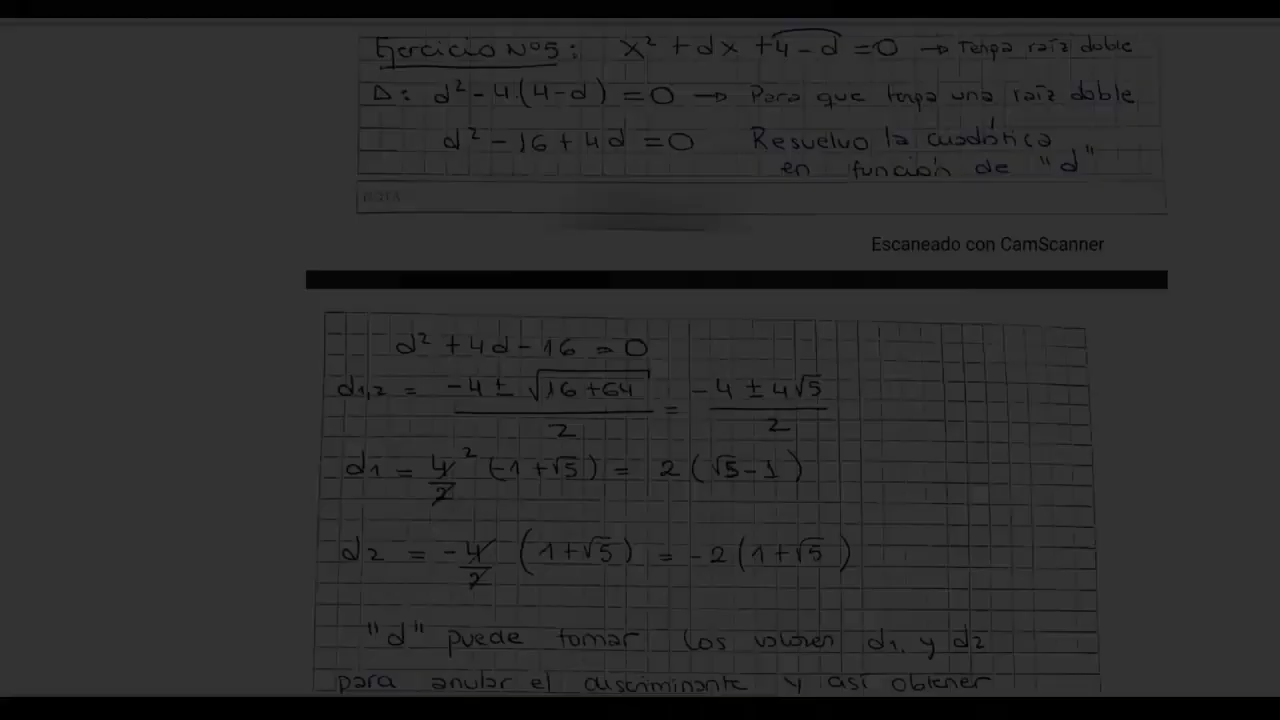 Ejercicio Nº5: x² + dx + 4 - d = 0 → Tenga raíz doble
Δ: d² - 4.(4-d) = 0 → Para que tenga una raíz doble
d² - 16 + 4d = 0 Resuelvo la cuadrática
en función de "d"
Escaneado con CamScanner
d² + 4d - 16 = 0
d1,2 = -4 ± √16+64 / 2 = -4 ± 4√5 / 2
d1 = 4/2 ² (-1 + √5) = 2 (√5 - 1)
d2 = -4/2 (1+√5) = -2 (1+√5)
"d" puede tomar los valores d1 y d2
para anular el discriminante y así obtener